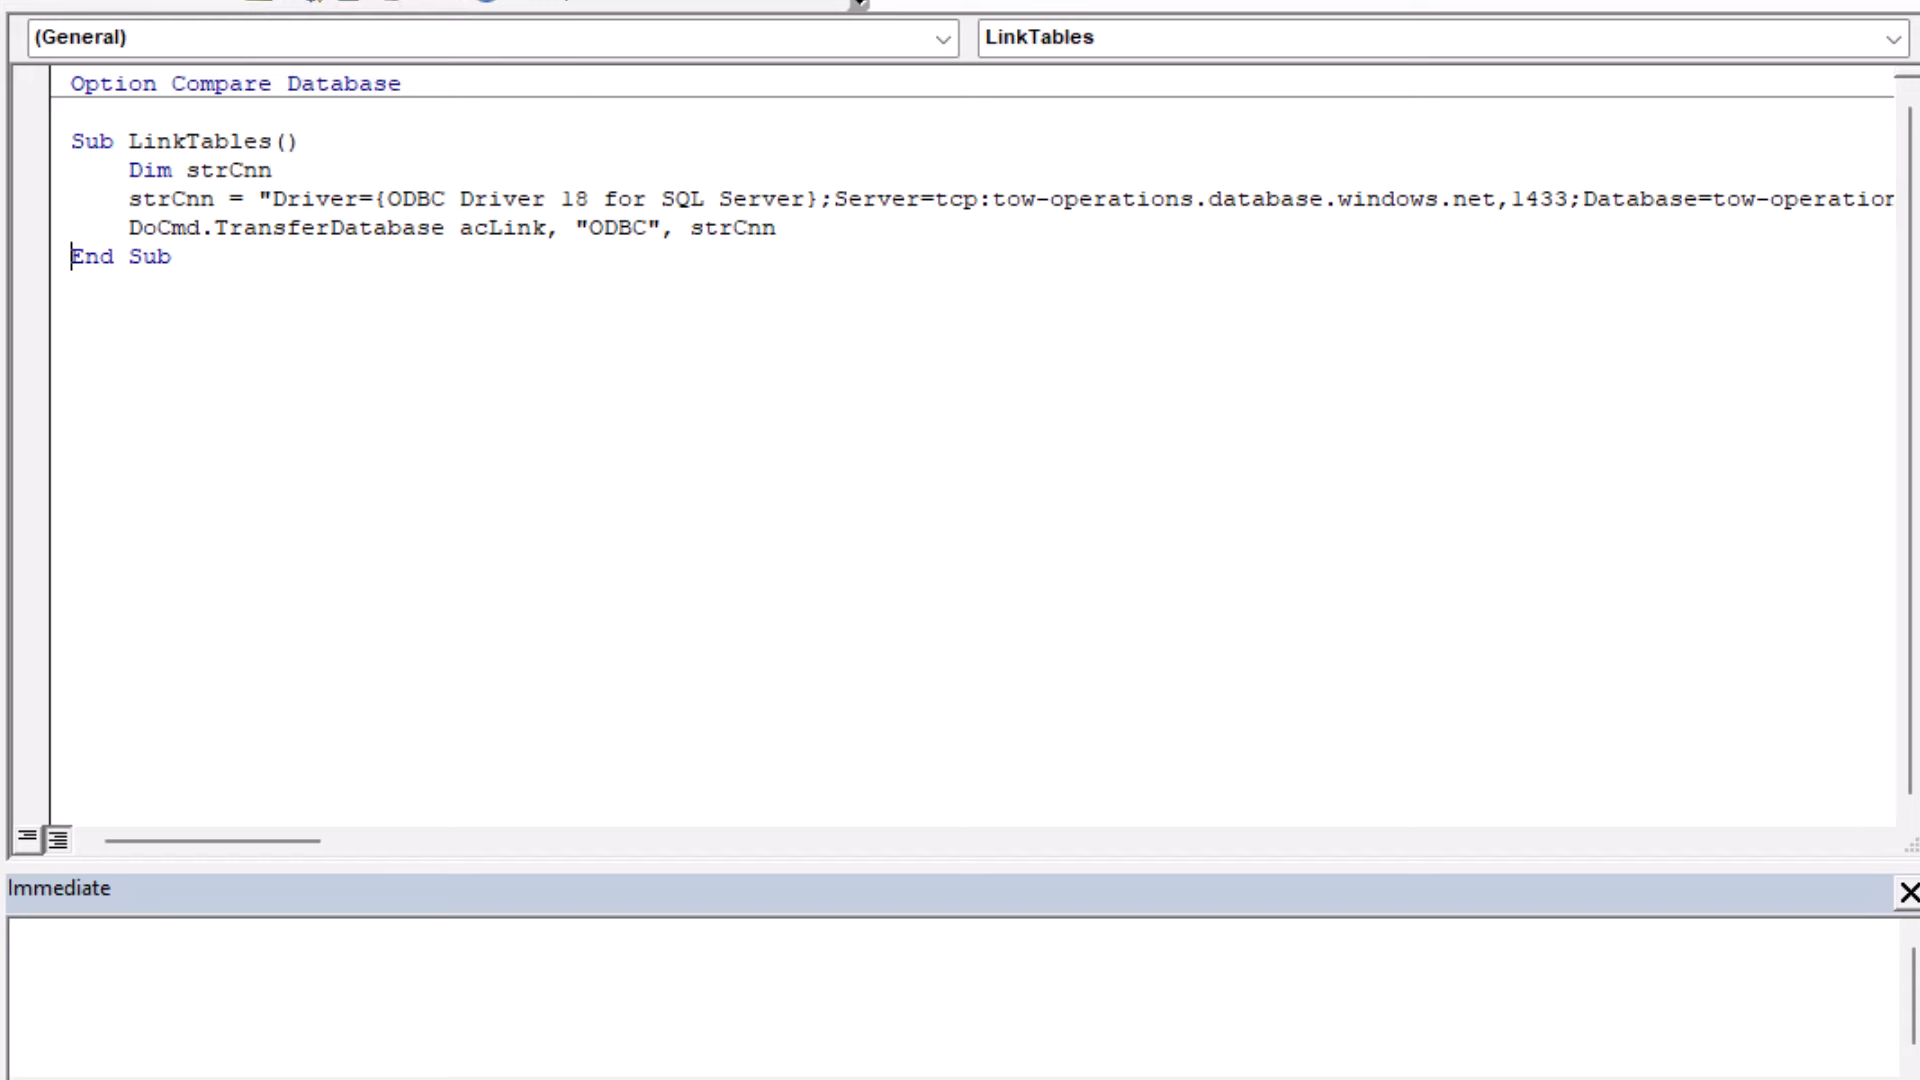 (General)
LinkTables
Option Compare Database
Sub LinkTables()
Dim strCnn
strCnn = "Driver={ODBC Driver 18 for SQL Server};Server=tcp:tow-operations.database.windows.net,1433;Database=tow-operation
DoCmd.TransferDatabase acLink, "ODBC", strCnn
End Sub
Immediate